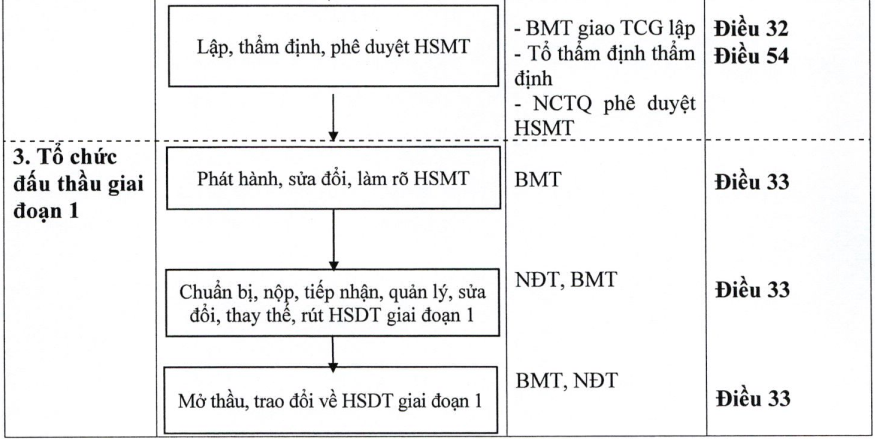 Lập, thẩm định, phê duyệt HSMT
- BMT giao TCG lập
- Tổ thẩm định thẩm
định
- NCTQ phê duyệt
HSMT
Điều 32
Điều 54
3. Tổ chức
đấu thầu giai
đoạn 1
Phát hành, sửa đổi, làm rõ HSMT
BMT
Điều 33
Chuẩn bị, nộp, tiếp nhận, quản lý, sửa
đổi, thay thế, rút HSDT giai đoạn 1
NĐT, BMT
Điều 33
Mở thầu, trao đổi về HSDT giai đoạn 1
BMT, NĐT
Điều 33